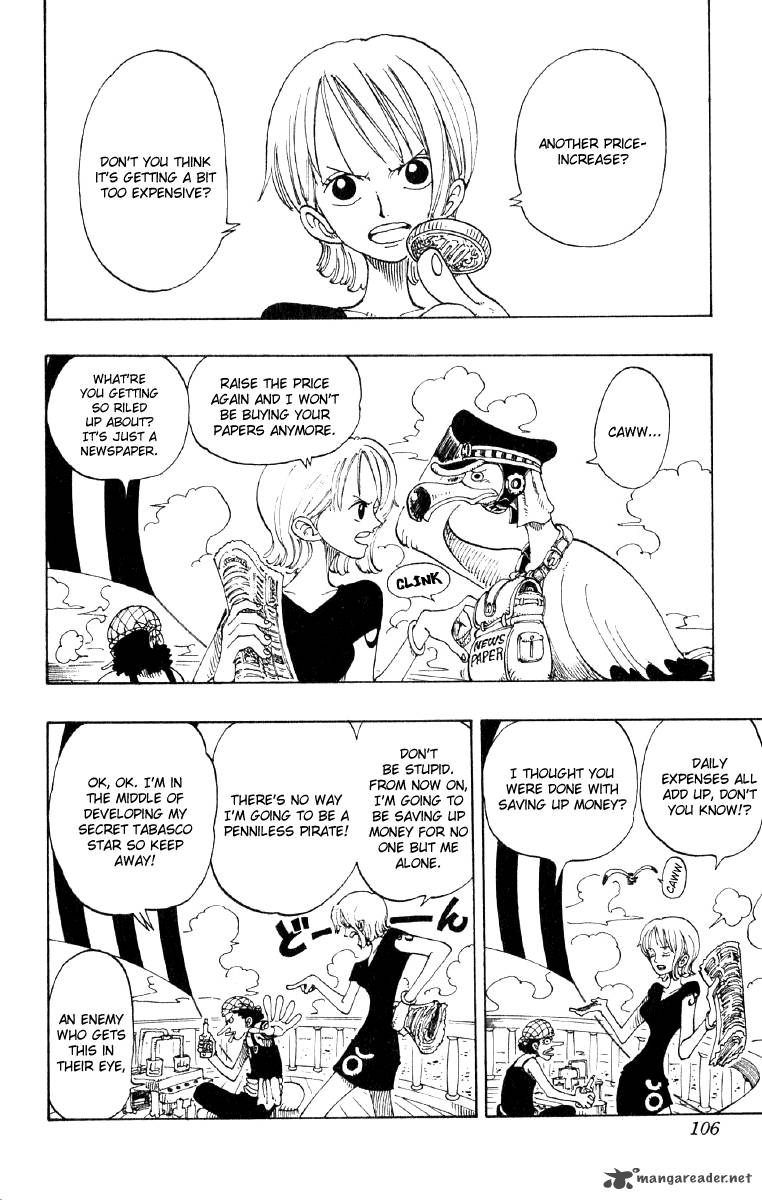 ANOTHER PRICE-
INCREASE?
DON'T YOU THINK
IT'S GETTING A BIT
TOO EXPENSIVE?
CAWW...
RAISE THE PRICE
AGAIN AND I WON'T
BE BUYING YOUR
PAPERS ANYMORE.
WHAT'RE
YOU GETTING
SO RILED
UP ABOUT?
IT'S JUST A
NEWSPAPER.
CLINK
NEWS
PAPER
DAILY
EXPENSES ALL
ADD UP, DON'T
YOU KNOW!?
I THOUGHT YOU
WERE DONE WITH
SAVING UP MONEY?
CAWW
DON'T
BE STUPID.
FROM NOW ON,
I'M GOING TO
BE SAVING UP
MONEY FOR NO
ONE BUT ME
ALONE.
THERE'S NO WAY
I'M GOING TO BE A
PENNILESS PIRATE!
OK, OK. I'M IN
THE MIDDLE OF
DEVELOPING MY
SECRET TABASCO
STAR SO KEEP
AWAY!
どーーん
AN ENEMY
WHO GETS
THIS IN
THEIR EYE,
106
mangareader.net